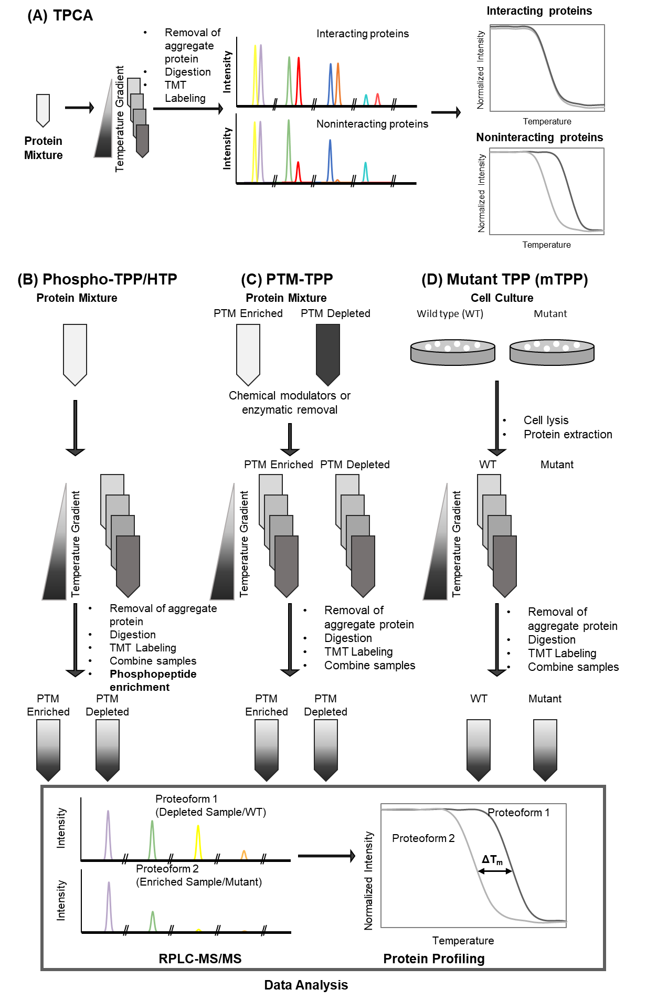 (A) TPCA
Protein
Mixture
Temperature Gradient
• Removal of
aggregate
protein
• Digestion
• TMT
Labeling
Intensity
Interacting proteins
Intensity
Noninteracting proteins
Interacting proteins
Normalized Intensity
Temperature
Noninteracting proteins
Normalized Intensity
Temperature
(B) Phospho-TPP/HTP
Protein Mixture
Temperature Gradient
• Removal of aggregate
protein
• Digestion
• TMT Labeling
• Combine samples
• Phosphopeptide
enrichment
PTM
Enriched
PTM
Depleted
(C) PTM-TPP
Protein Mixture
PTM Enriched
PTM Depleted
Chemical modulators or
enzymatic removal
PTM Enriched
PTM Depleted
Temperature Gradient
• Removal of
aggregate protein
• Digestion
• TMT Labeling
• Combine samples
PTM
Enriched
PTM
Depleted
(D) Mutant TPP (mTPP)
Cell Culture
Wild type (WT)
Mutant
• Cell lysis
• Protein extraction
WT
Mutant
Temperature Gradient
• Removal of
aggregate protein
• Digestion
• TMT Labeling
• Combine samples
WT
Mutant
Intensity
Proteoform 1
(Depleted Sample/WT)
Intensity
Proteoform 2
(Enriched Sample/Mutant)
RPLC-MS/MS
Normalized Intensity
Proteoform 1
Proteoform 2
ΔTm
Temperature
Protein Profiling
Data Analysis